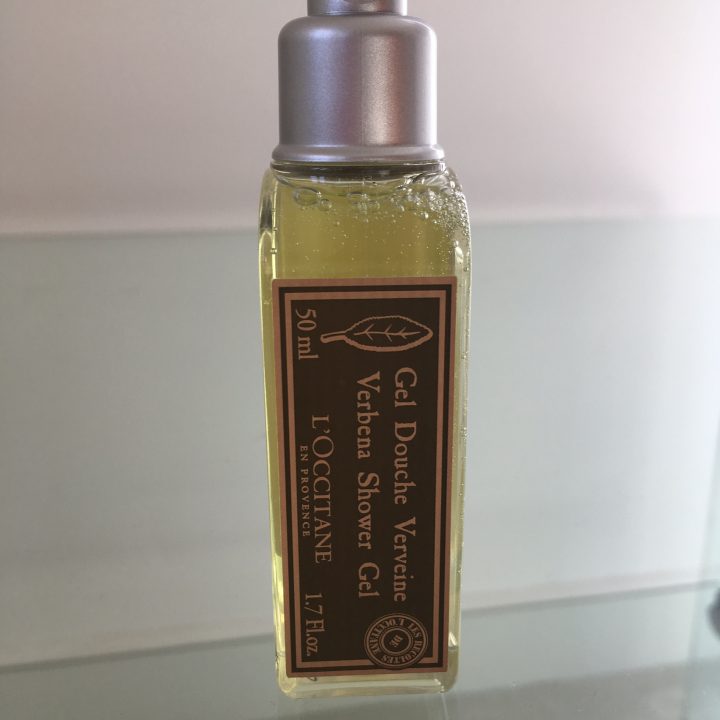 Gel Douche Verveine
Verbena Shower Gel
L'OCCITANE
EN PROVENCE
50 ml
1.7 Fl.oz.